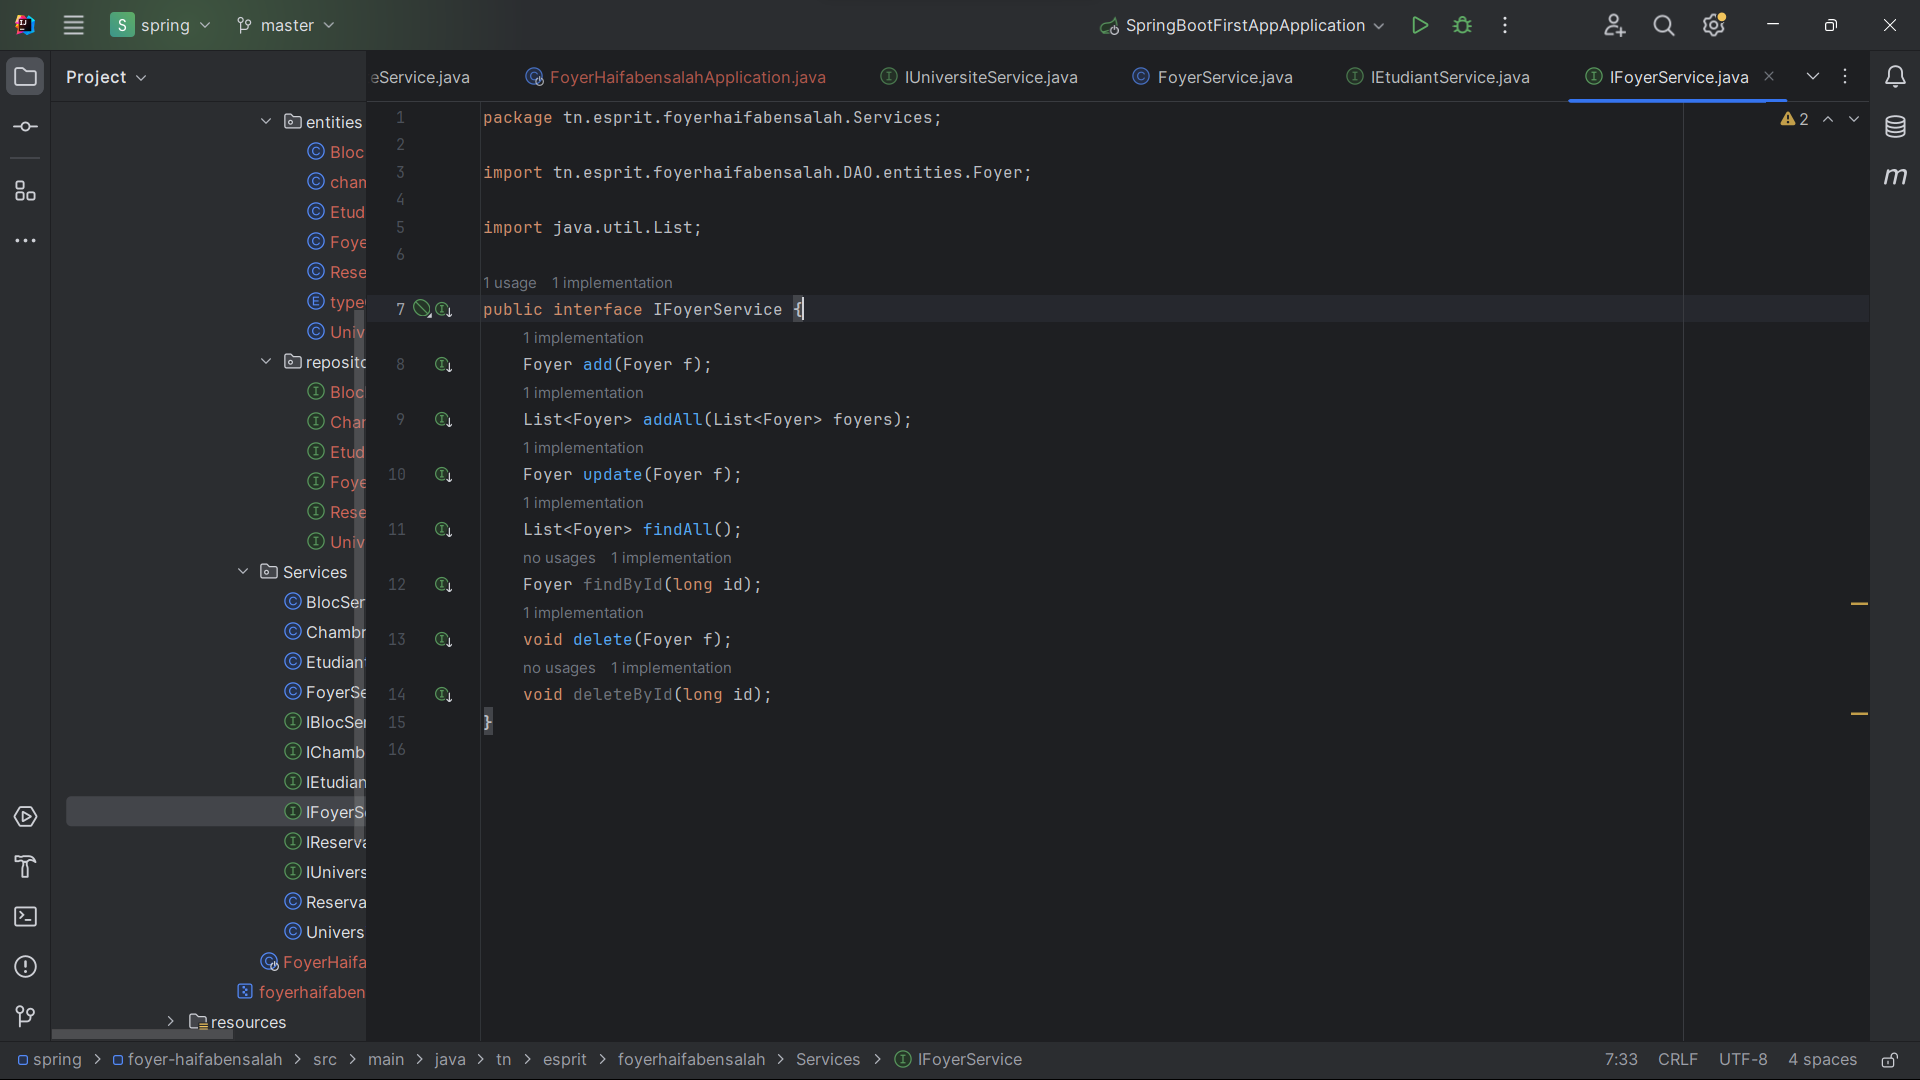 S spring master SpringBootFirstAppApplication
Project
eService.java FoyerHaifabensalahApplication.java IUniversiteService.java FoyerService.java IEtudiantService.java IFoyerService.java
entities
Bloc
cham
Etud
Foye
Rese
type
Univ
reposito
Bloc
Char
Etud
Foye
Rese
Univ
Services
BlocSer
Chambr
Etudian
FoyerSe
IBlocSe
IChamb
IEtudian
IFoyerS
IReserva
IUnivers
Reserva
Univers
FoyerHaifa
foyerhaifaben
resources
2
1 package tn.esprit.foyerhaifabensalah.Services;
2
3 import tn.esprit.foyerhaifabensalah.DAO.entities.Foyer;
4
5 import java.util.List;
6
1 usage 1 implementation
7 public interface IFoyerService {
1 implementation
8 Foyer add(Foyer f);
1 implementation
9 List<Foyer> addAll(List<Foyer> foyers);
1 implementation
10 Foyer update(Foyer f);
1 implementation
11 List<Foyer> findAll();
no usages 1 implementation
12 Foyer findById(long id);
1 implementation
13 void delete(Foyer f);
no usages 1 implementation
14 void deleteById(long id);
15 }
16
spring > foyer-haifabensalah > src > main > java > tn > esprit > foyerhaifabensalah > Services > IFoyerService
7:33 CRLF UTF-8 4 spaces